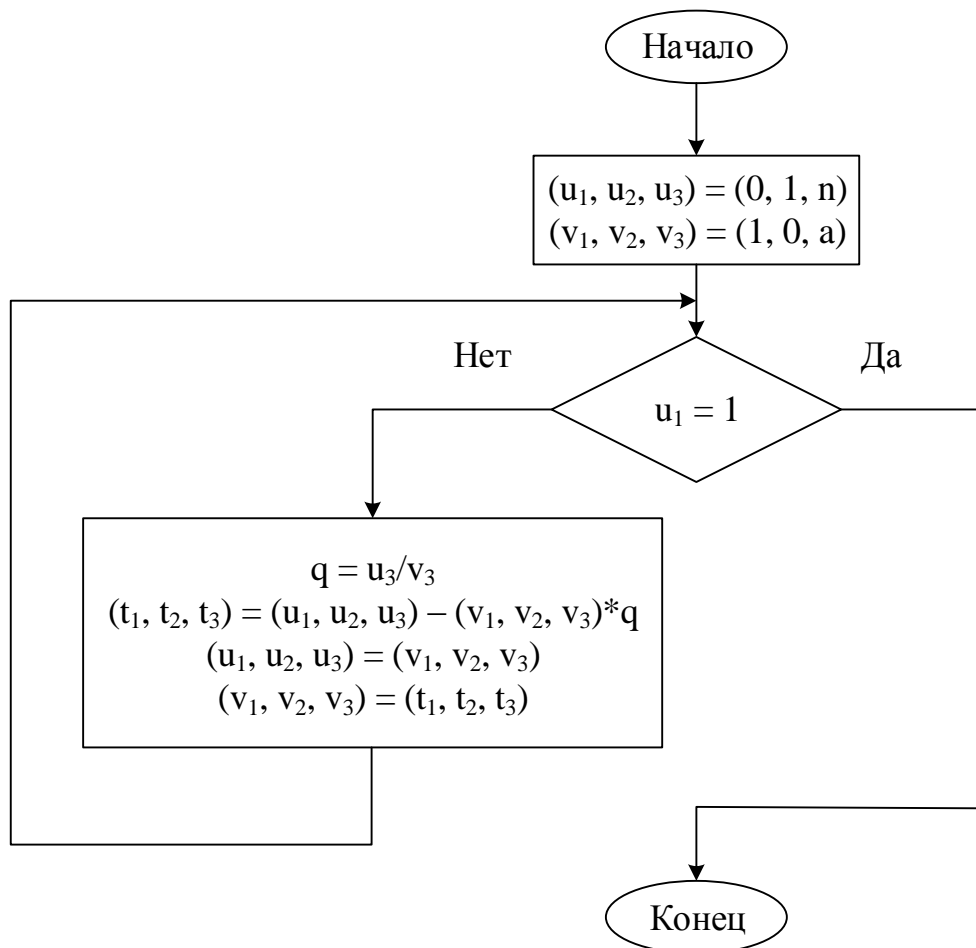 Начало
(u₁, u₂, u₃) = (0, 1, n)
(v₁, v₂, v₃) = (1, 0, a)
Нет
Да
u₁ = 1
q = u₃/v₃
(t₁, t₂, t₃) = (u₁, u₂, u₃) – (v₁, v₂, v₃)*q
(u₁, u₂, u₃) = (v₁, v₂, v₃)
(v₁, v₂, v₃) = (t₁, t₂, t₃)
Конец